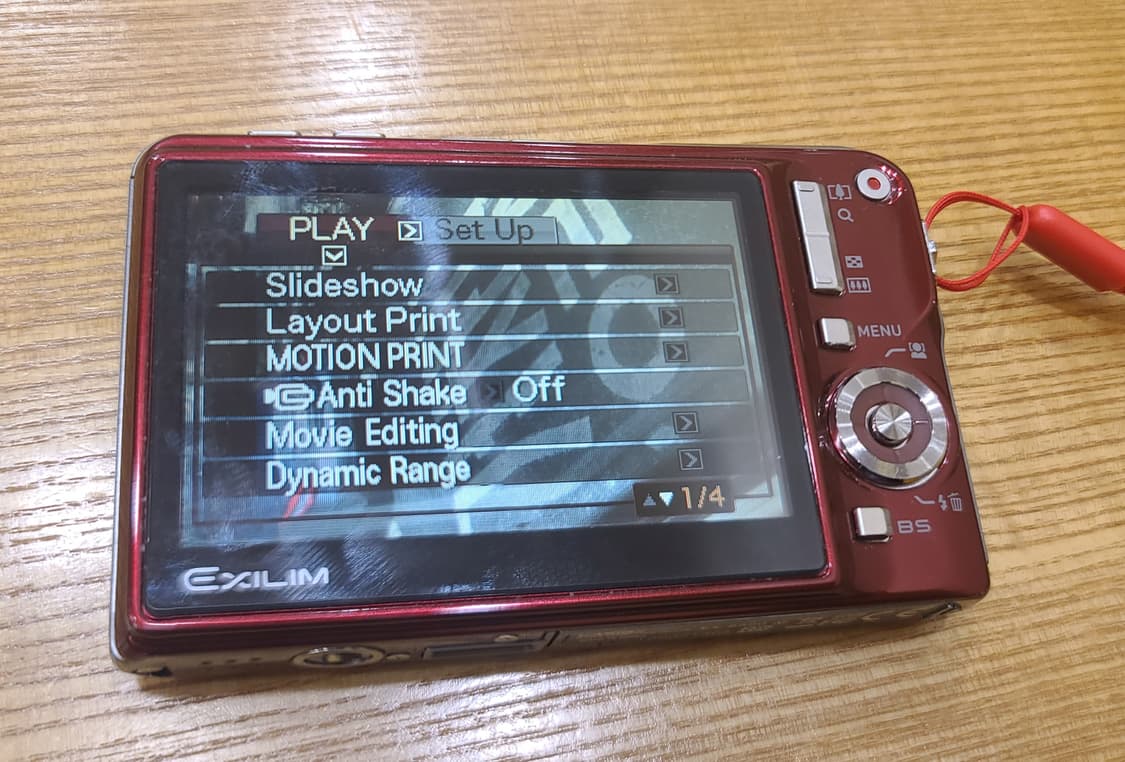 PLAY Set Up
Slideshow
Layout Print
MOTION PRINT
Anti Shake Off
Movie Editing
Dynamic Range
1/4
MENU
BS
EXILIM